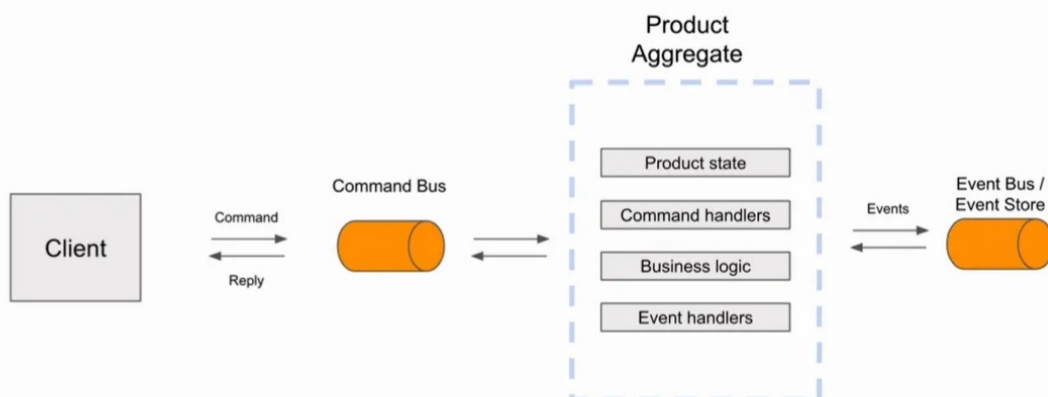 Product
Aggregate
Client
Command
Reply
Command Bus
Product state
Command handlers
Business logic
Event handlers
Events
Event Bus /
Event Store